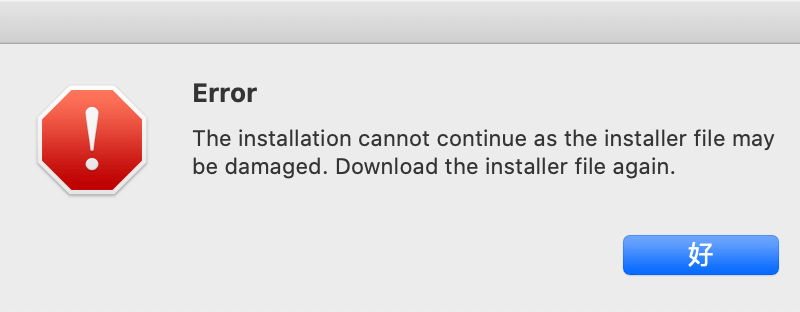 Error
The installation cannot continue as the installer file may
be damaged. Download the installer file again.
好